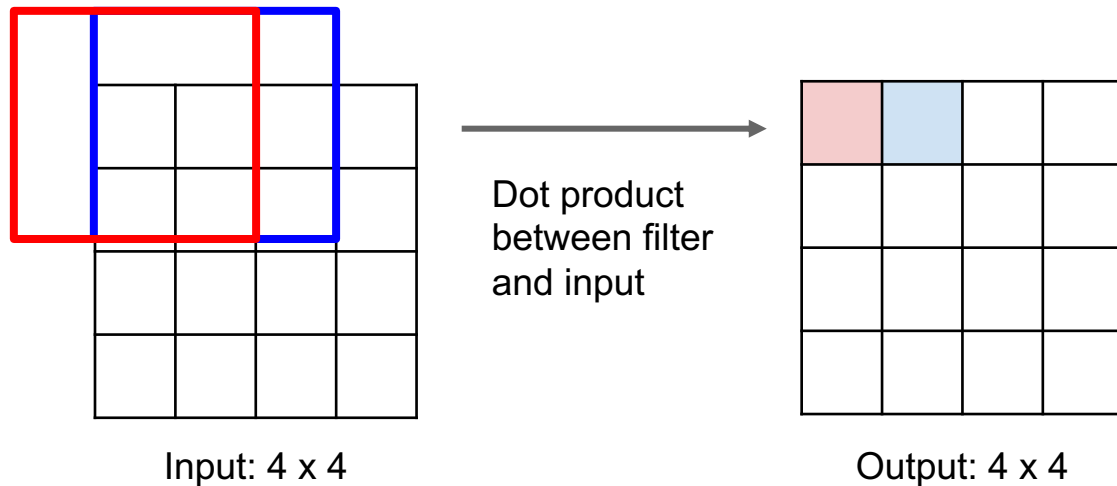 Dot product
between filter
and input
Input: 4 x 4
Output: 4 x 4